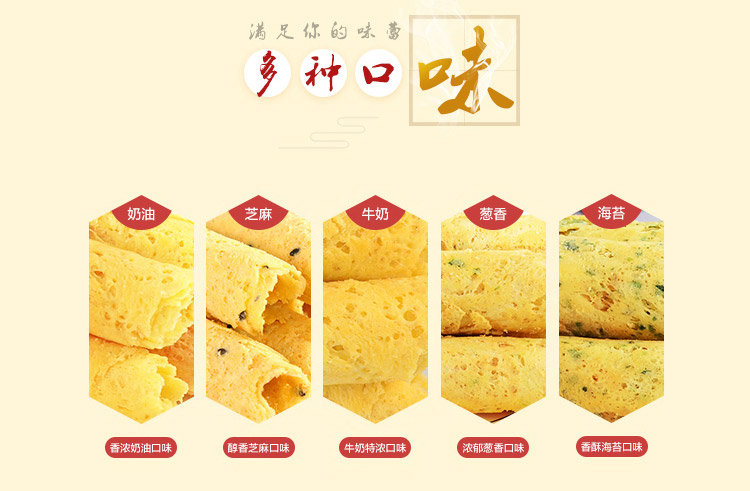 满足你的味蕾
多种口味
奶油
芝麻
牛奶
葱香
海苔
香浓奶油口味
醇香芝麻口味
牛奶特浓口味
浓郁葱香口味
香酥海苔口味